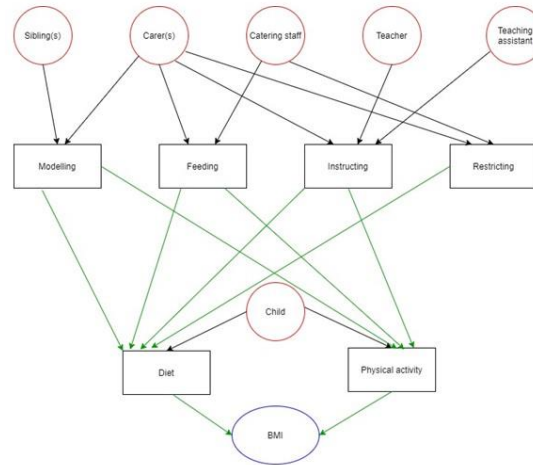 Sibling(s)
Carer(s)
Catering staff
Teacher
Teaching
assistant
Modelling
Feeding
Instructing
Restricting
Child
Diet
Physical activity
BMI